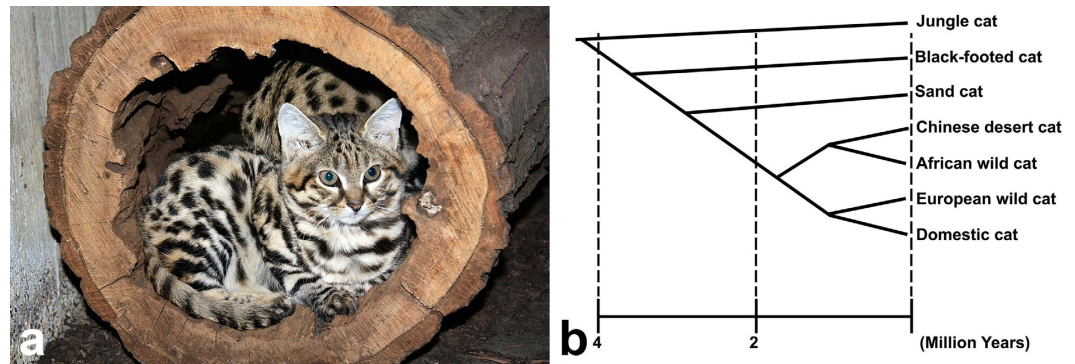 a
b
Jungle cat
Black-footed cat
Sand cat
Chinese desert cat
African wild cat
European wild cat
Domestic cat
4 2 (Million Years)